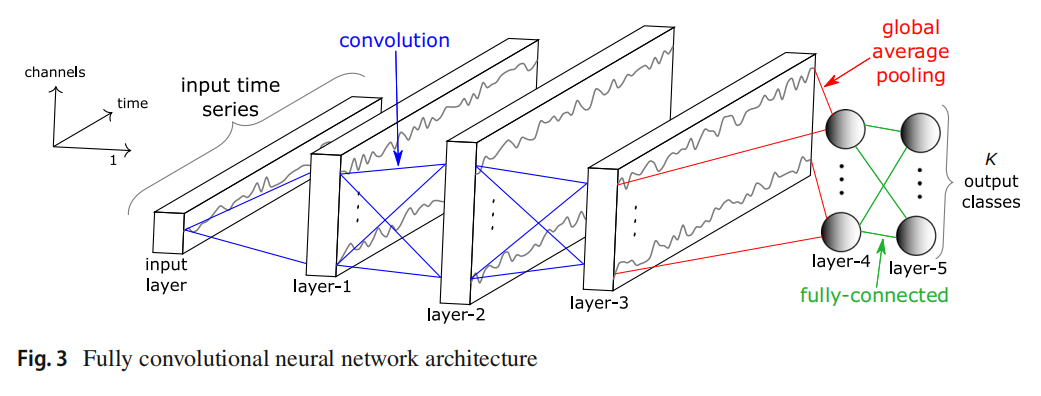 channels
time
1
input time
series
convolution
global
average
pooling
K
output
classes
input
layer
layer-1
layer-2
layer-3
layer-4
layer-5
fully-connected
Fig. 3 Fully convolutional neural network architecture